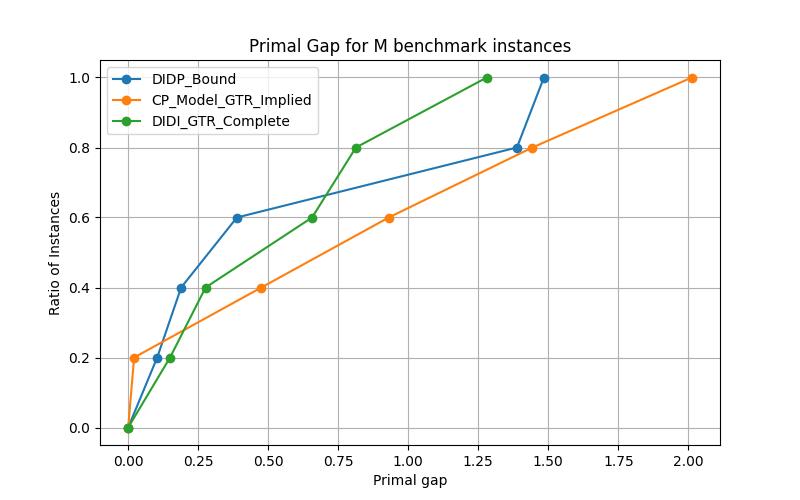 Primal Gap for M benchmark instances
DIDP_Bound
CP_Model_GTR_Implied
DIDI_GTR_Complete
Ratio of Instances
1.0
0.8
0.6
0.4
0.2
0.0
0.00 0.25 0.50 0.75 1.00 1.25 1.50 1.75 2.00
Primal gap